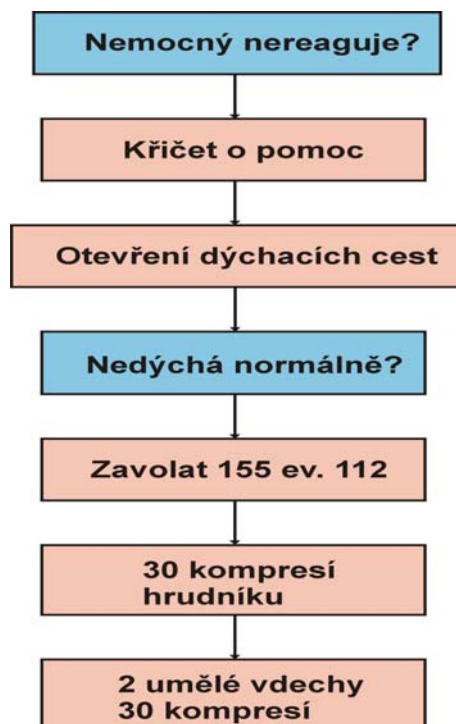 Nemocný nereaguje?
Křičet o pomoc
Otevření dýchacích cest
Nedýchá normálně?
Zavolat 155 ev. 112
30 kompresí
hrudníku
2 umělé vdechy
30 kompresí